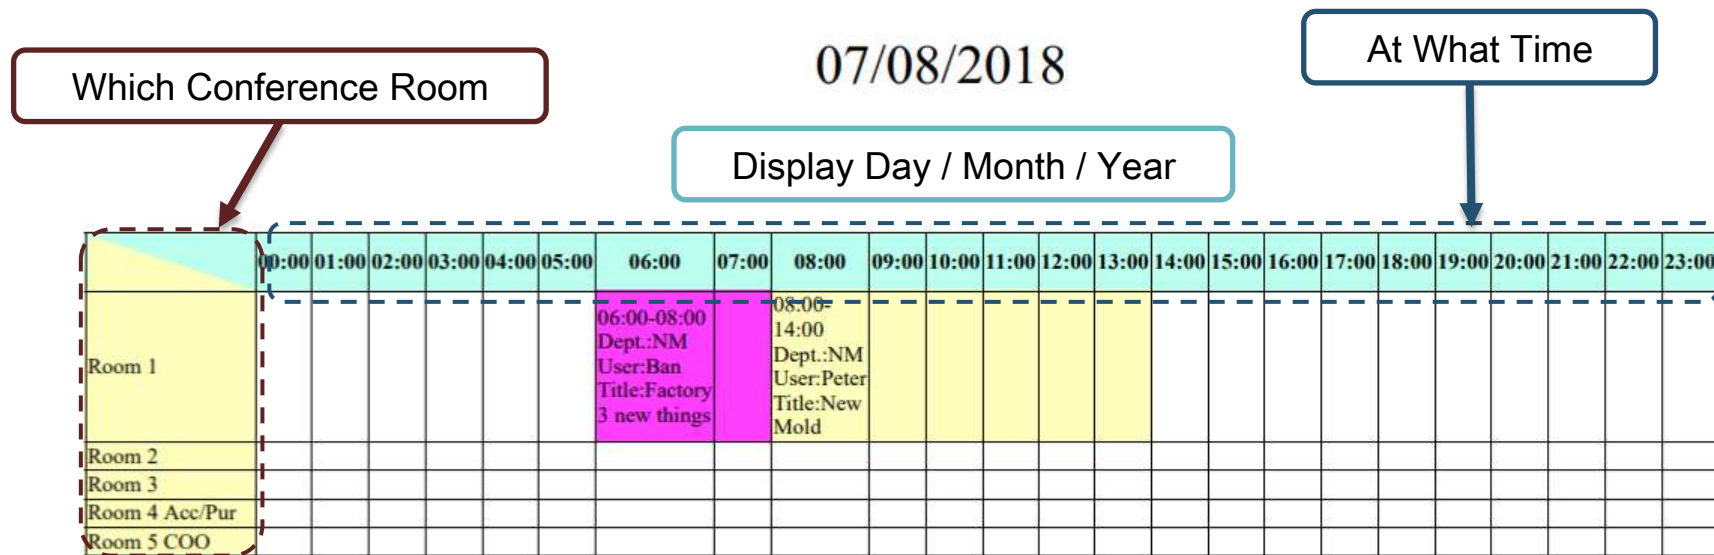 Which Conference Room
07/08/2018
At What Time
Display Day / Month / Year
00:00 01:00 02:00 03:00 04:00 05:00 06:00 07:00 08:00 09:00 10:00 11:00 12:00 13:00 14:00 15:00 16:00 17:00 18:00 19:00 20:00 21:00 22:00 23:00
Room 1
06:00-08:00
Dept.:NM
User:Ban
Title:Factory
3 new things
08:00-
14:00
Dept.:NM
User:Peter
Title:New
Mold
Room 2
Room 3
Room 4 Acc/Pur
Room 5 COO